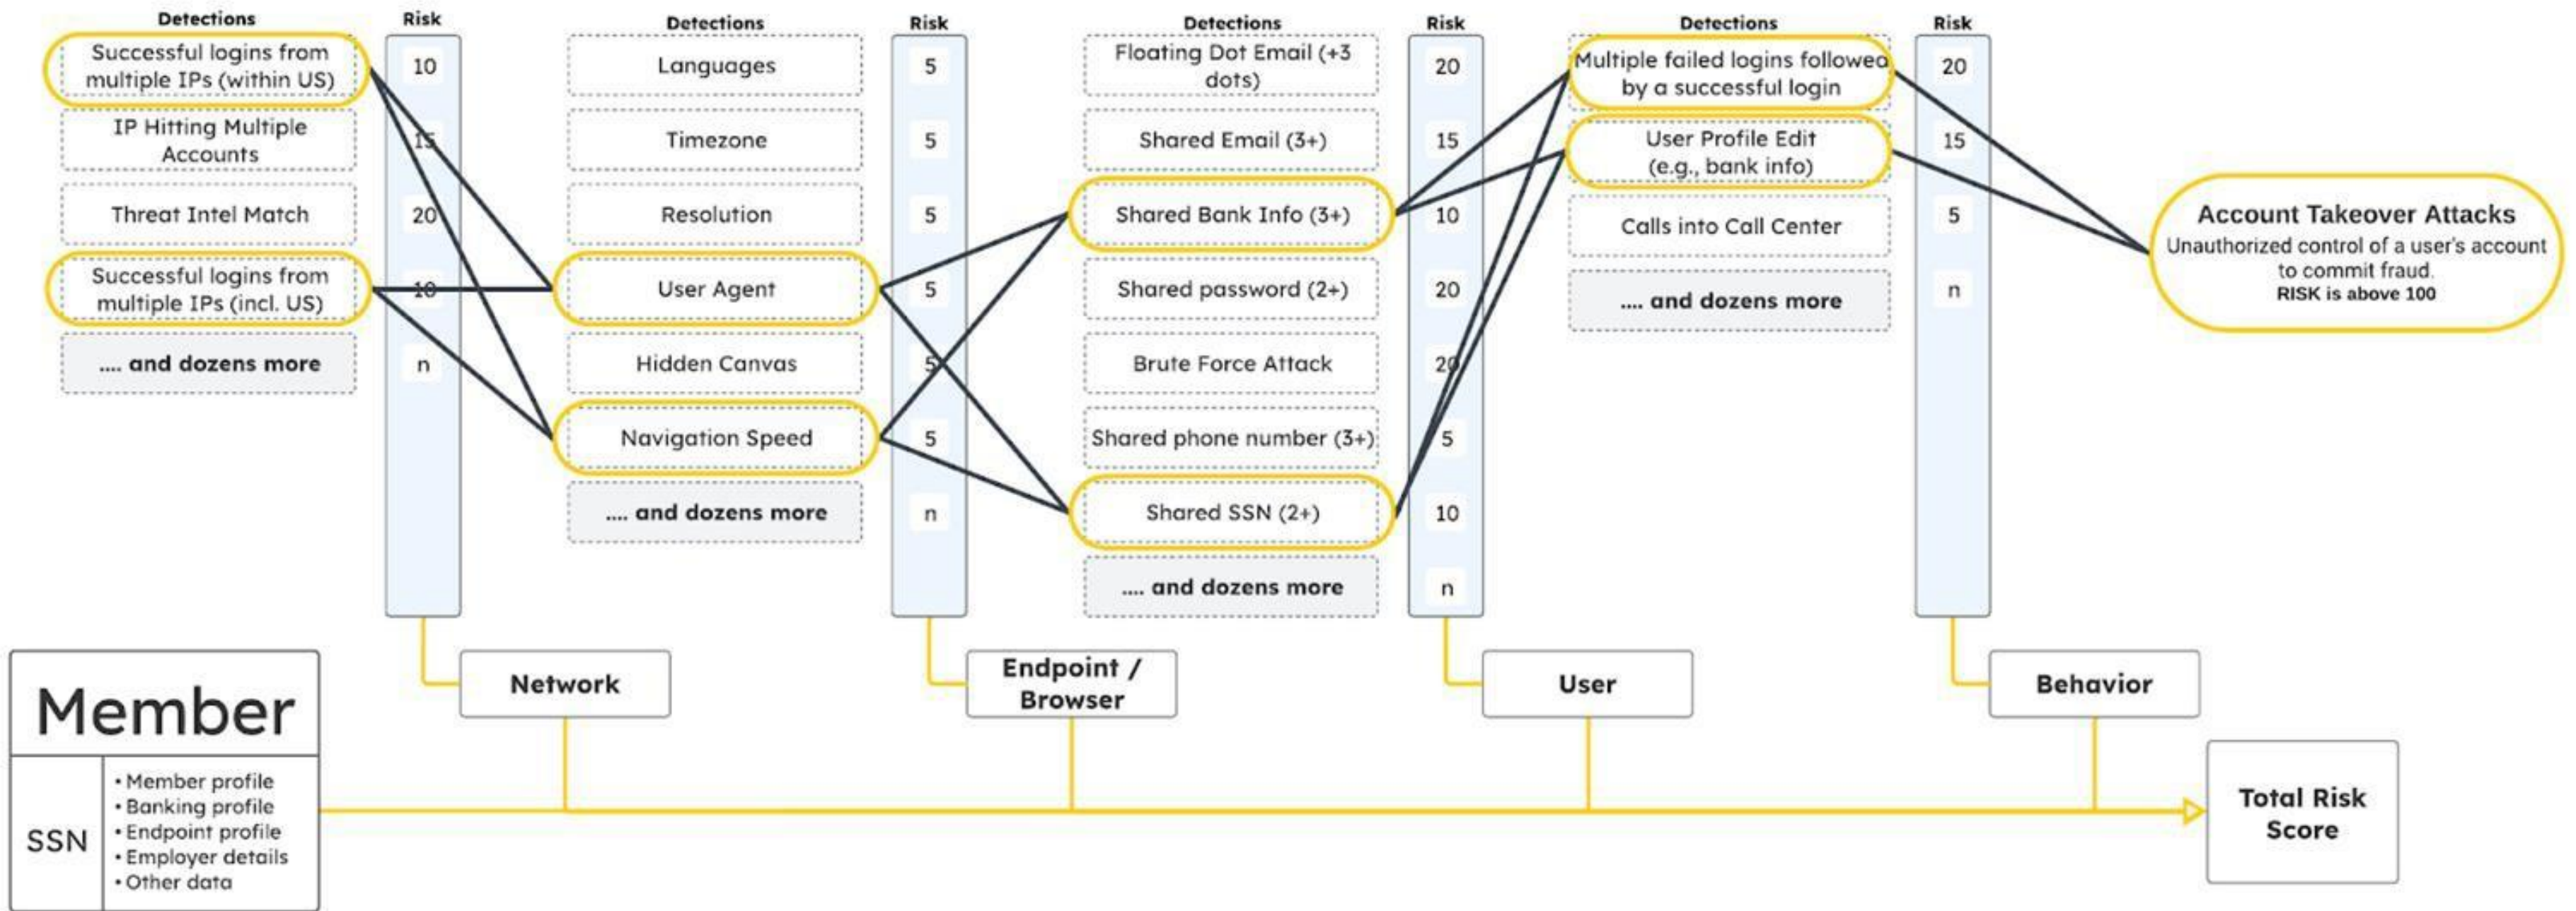 Detections
Successful logins from
multiple IPs (within US)
IP Hitting Multiple
Accounts
Threat Intel Match
Successful logins from
multiple IPs (incl. US)
.... and dozens more
Risk
10
15
20
10
n
Detections
Languages
Timezone
Resolution
User Agent
Hidden Canvas
Navigation Speed
.... and dozens more
Risk
5
5
5
5
5
5
n
Detections
Floating Dot Email (+3
dots)
Shared Email (3+)
Shared Bank Info (3+)
Shared password (2+)
Brute Force Attack
Shared phone number (3+)
Shared SSN (2+)
.... and dozens more
Risk
20
15
10
20
20
5
10
n
Detections
Multiple failed logins followed
by a successful login
User Profile Edit
(e.g., bank info)
Calls into Call Center
.... and dozens more
Risk
20
15
5
n
Account Takeover Attacks
Unauthorized control of a user's account
to commit fraud.
RISK is above 100
Network
Endpoint /
Browser
User
Behavior
Member
SSN
• Member profile
• Banking profile
• Endpoint profile
• Employer details
• Other data
Total Risk
Score